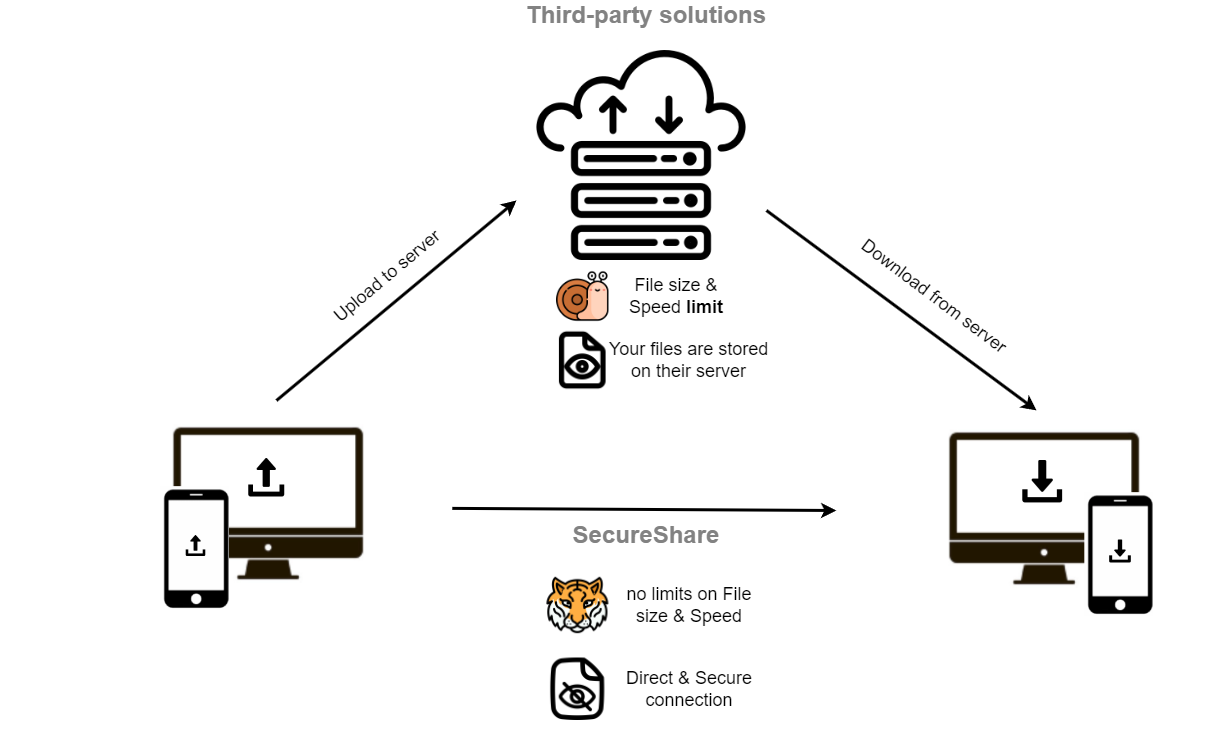 Third-party solutions
Upload to server
Download from server
File size &
Speed limit
Your files are stored
on their server
SecureShare
no limits on File
size & Speed
Direct & Secure
connection